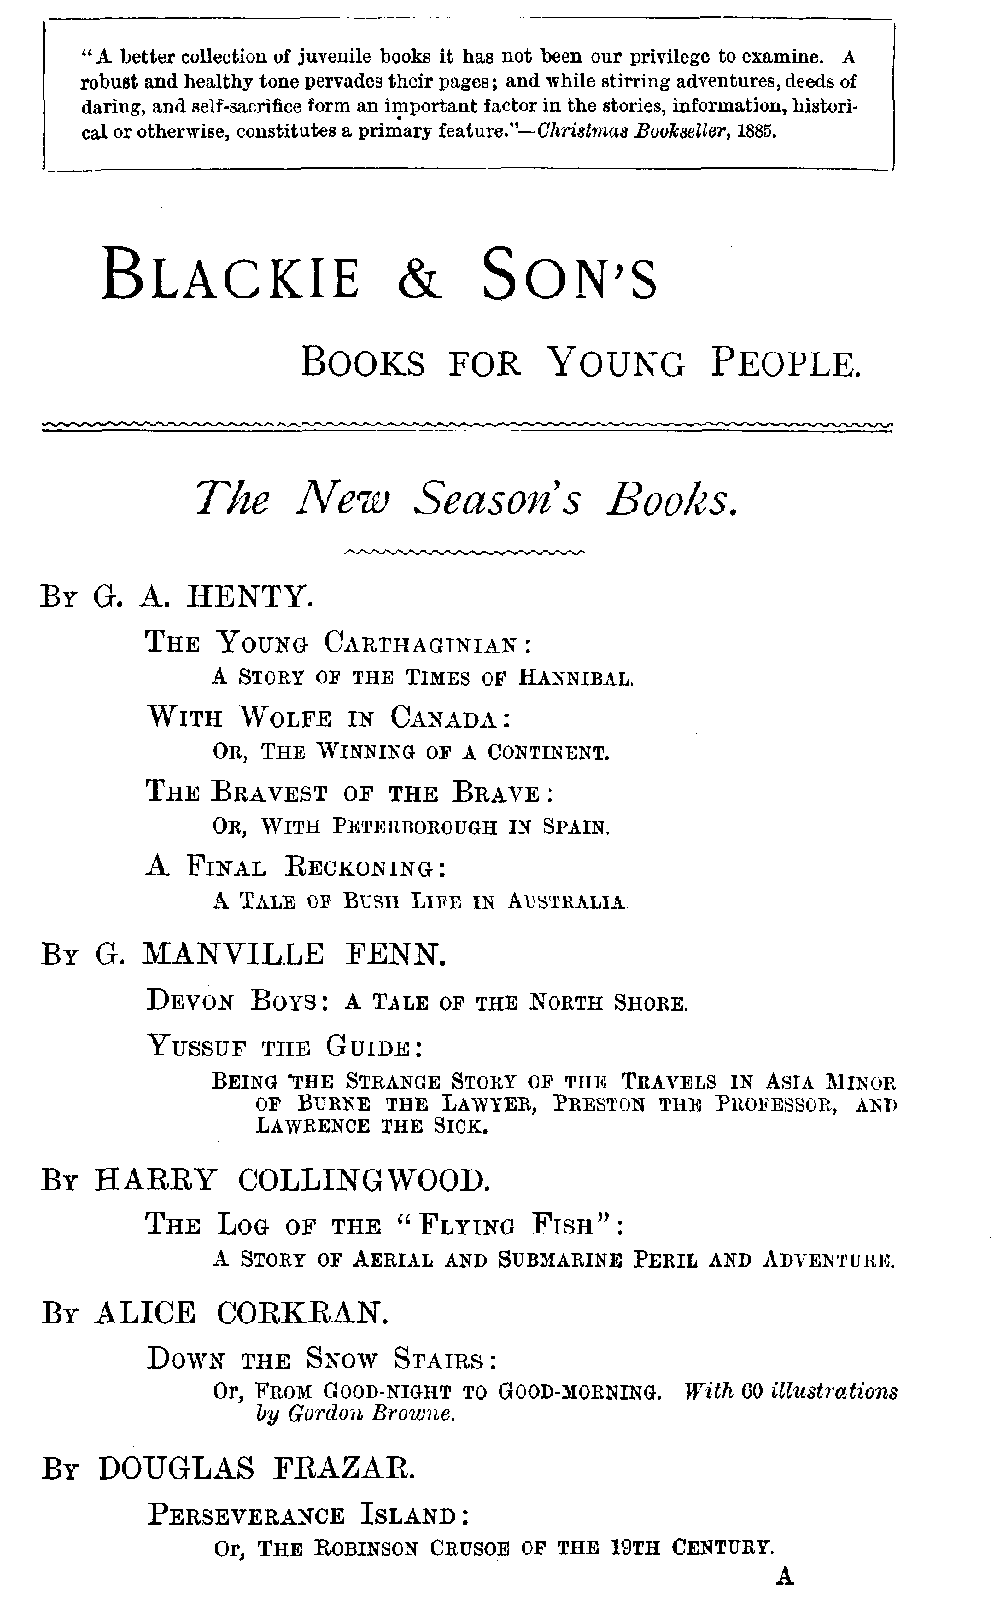 “A better collection of juvenile books it has not been our privilege to examine. A
robust and healthy tone pervades their pages; and while stirring adventures, deeds of
daring, and self-sacrifice form an important factor in the stories, information, histori-
cal or otherwise, constitutes a primary feature.”—Christmas Bookseller, 1885.
BLACKIE & SON'S
BOOKS FOR YOUNG PEOPLE.
The New Season's Books.
BY G. A. HENTY.
THE YOUNG CARTHAGINIAN:
A STORY OF THE TIMES OF HANNIBAL.
WITH WOLFE IN CANADA:
OR, THE WINNING OF A CONTINENT.
THE BRAVEST OF THE BRAVE:
OR, WITH PETERBOROUGH IN SPAIN.
A FINAL RECKONING:
A TALE OF BUSH LIFE IN AUSTRALIA
BY G. MANVILLE FENN.
DEVON BOYS: A TALE OF THE NORTH SHORE.
YUSSUF THE GUIDE:
BEING THE STRANGE STORY OF THE TRAVELS IN ASIA MINOR
OF BURNE THE LAWYER, PRESTON THE PROFESSOR, AND
LAWRENCE THE SICK.
BY HARRY COLLINGWOOD.
THE LOG OF THE “FLYING FISH”:
A STORY OF AERIAL AND SUBMARINE PERIL AND ADVENTURE.
BY ALICE CORKRAN.
DOWN THE SNOW STAIRS:
Or, FROM GOOD-NIGHT TO GOOD-MORNING. With 60 illustrations
by Gordon Browne.
BY DOUGLAS FRAZAR.
PERSEVERANCE ISLAND:
Or, THE ROBINSON CRUSOE OF THE 19TH CENTURY.
A